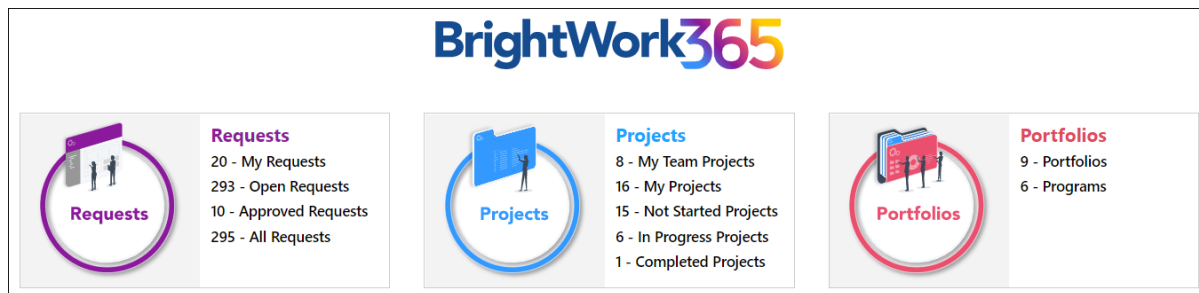 BrightWork365
Requests
Requests
20 - My Requests
293 - Open Requests
10 - Approved Requests
295 - All Requests
Projects
Projects
8 - My Team Projects
16 - My Projects
15 - Not Started Projects
6 - In Progress Projects
1 - Completed Projects
Portfolios
Portfolios
9 - Portfolios
6 - Programs